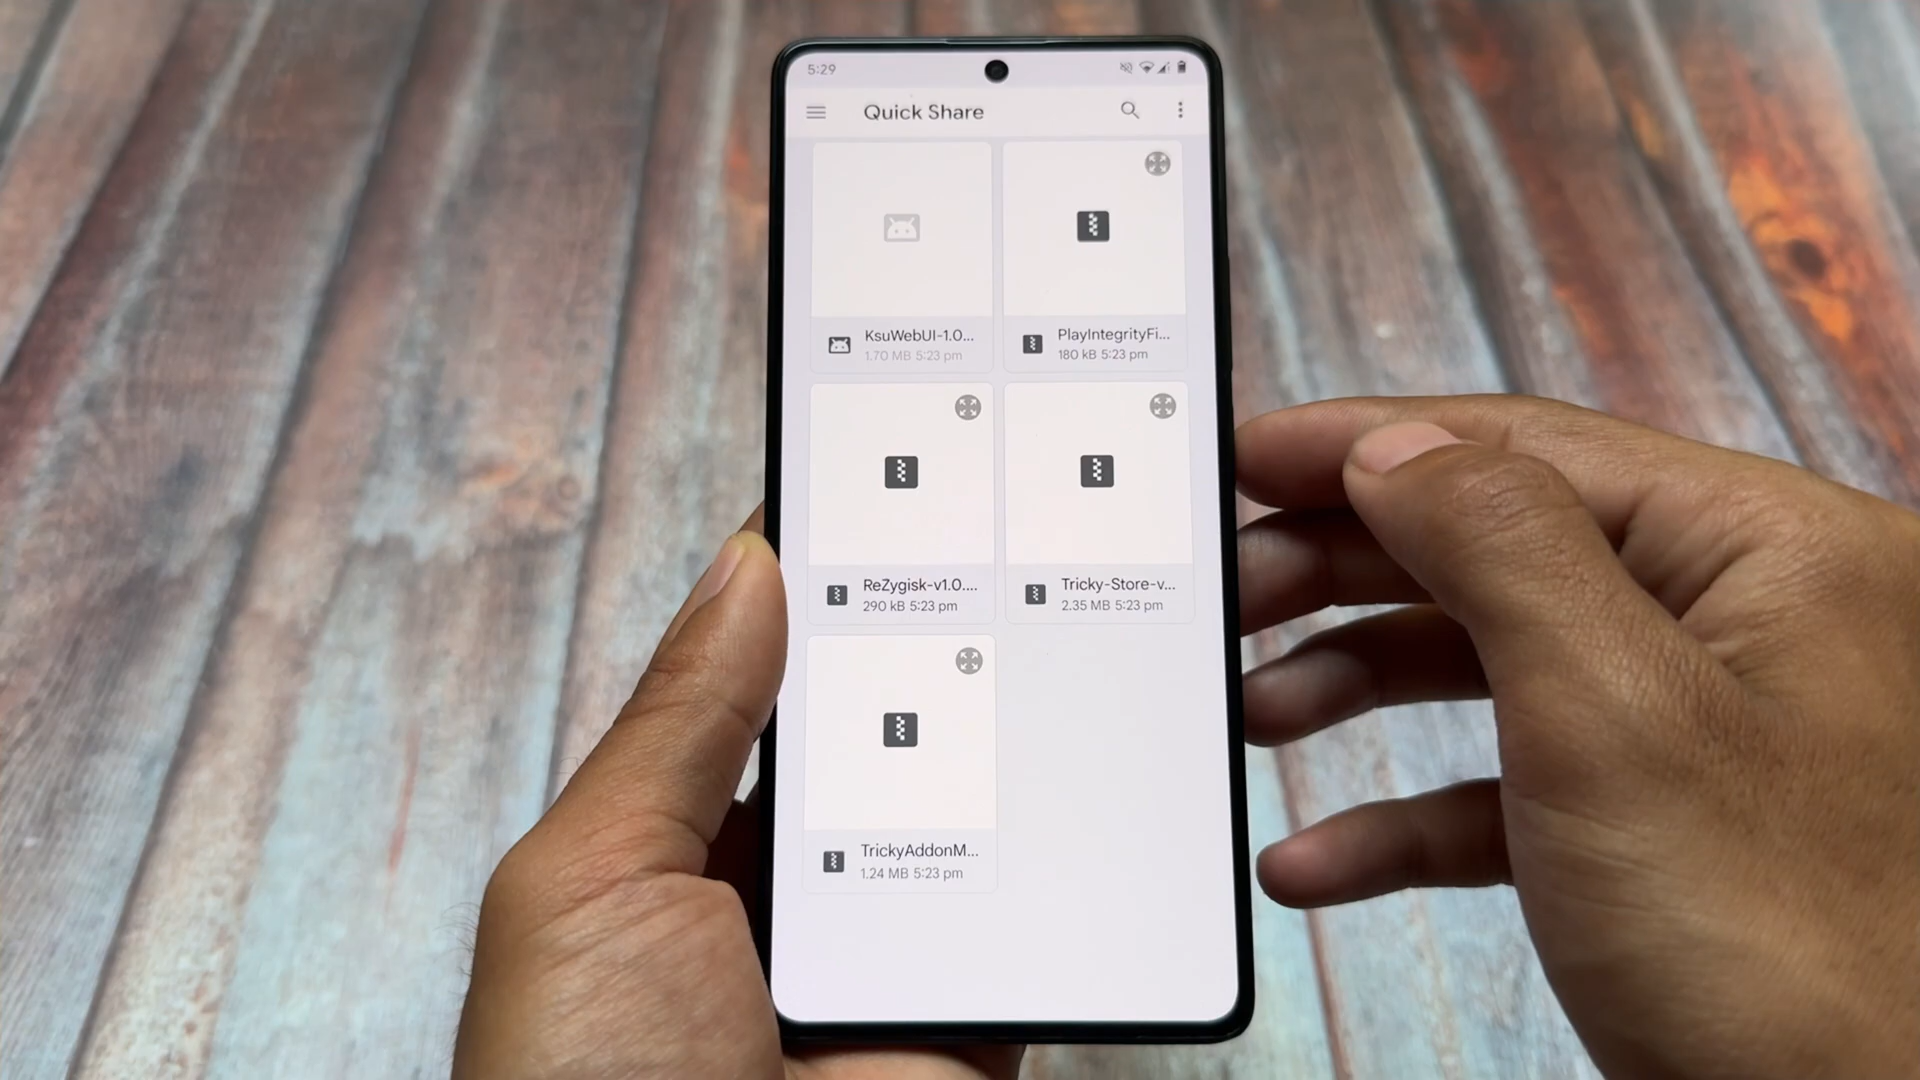 5:29
Quick Share
KsuWebUI-1.0...
1.70 MB 5:23 pm
PlayIntegrityFi...
180 kB 5:23 pm
ReZygisk-v1.0....
290 kB 5:23 pm
Tricky-Store-v...
2.35 MB 5:23 pm
TrickyAddonM...
1.24 MB 5:23 pm